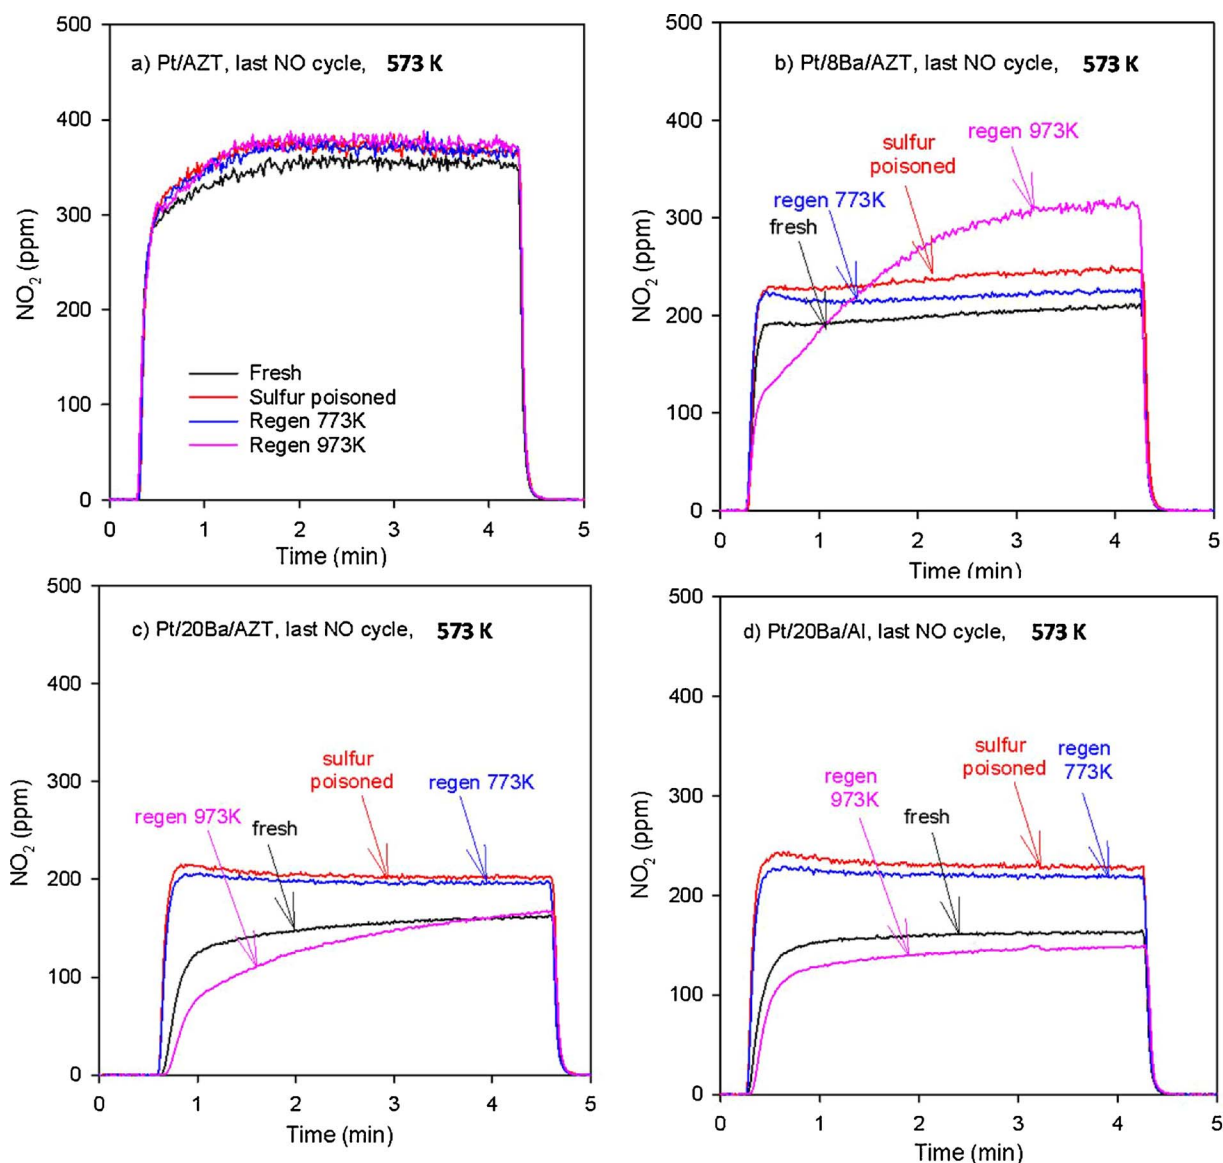 a) Pt/AZT, last NO cycle, 573 K
NO2 (ppm)
500
400
300
200
100
0
Fresh
Sulfur poisoned
Regen 773K
Regen 973K
0 1 2 3 4 5
Time (min)
b) Pt/8Ba/AZT, last NO cycle, 573 K
NO2 (ppm)
500
400
300
200
100
0
regen 973K
sulfur
poisoned
regen 773K
fresh
0 1 2 3 4 5
Time (min)
c) Pt/20Ba/AZT, last NO cycle, 573 K
NO2 (ppm)
500
400
300
200
100
0
sulfur
poisoned
regen 773K
regen 973K
fresh
0 1 2 3 4 5
Time (min)
d) Pt/20Ba/Al, last NO cycle, 573 K
NO2 (ppm)
500
400
300
200
100
0
sulfur
poisoned
regen
773K
regen
973K
fresh
0 1 2 3 4 5
Time (min)